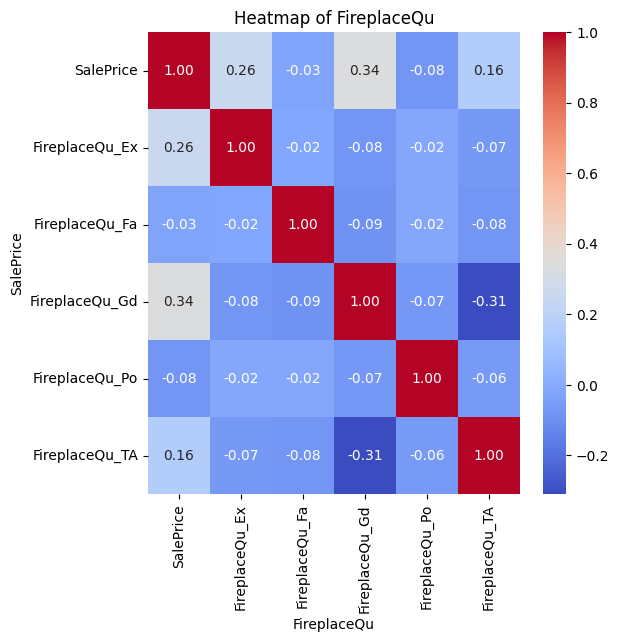 Heatmap of FireplaceQu
SalePrice 1.00 0.26 -0.03 0.34 -0.08 0.16
FireplaceQu_Ex 0.26 1.00 -0.02 -0.08 -0.02 -0.07
FireplaceQu_Fa -0.03 -0.02 1.00 -0.09 -0.02 -0.08
FireplaceQu_Gd 0.34 -0.08 -0.09 1.00 -0.07 -0.31
FireplaceQu_Po -0.08 -0.02 -0.02 -0.07 1.00 -0.06
FireplaceQu_TA 0.16 -0.07 -0.08 -0.31 -0.06 1.00
SalePrice
SalePrice
FireplaceQu_Ex
FireplaceQu_Fa
FireplaceQu_Gd
FireplaceQu_Po
FireplaceQu_TA
FireplaceQu
1.0
0.8
0.6
0.4
0.2
0.0
−0.2